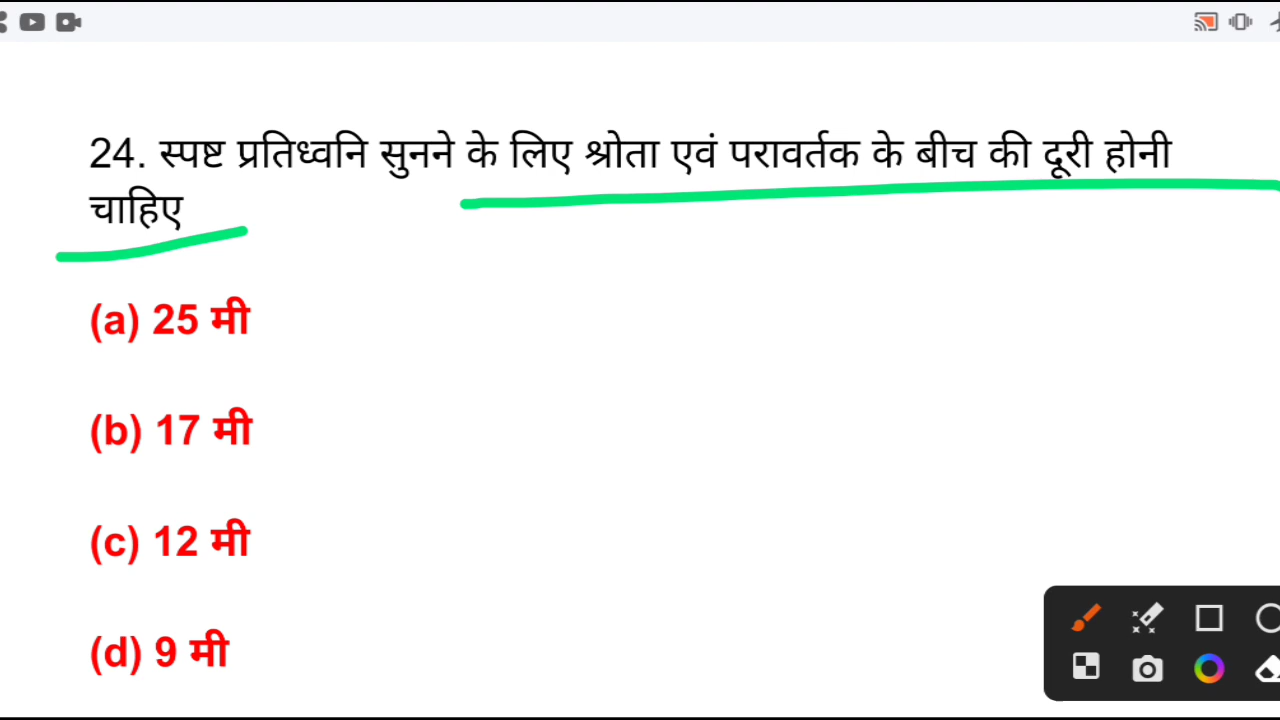 24. स्पष्ट प्रतिध्वनि सुनने के लिए श्रोता एवं परावर्तक के बीच की दूरी होनी
चाहिए
(a) 25 मी
(b) 17 मी
(c) 12 मी
(d) 9 मी